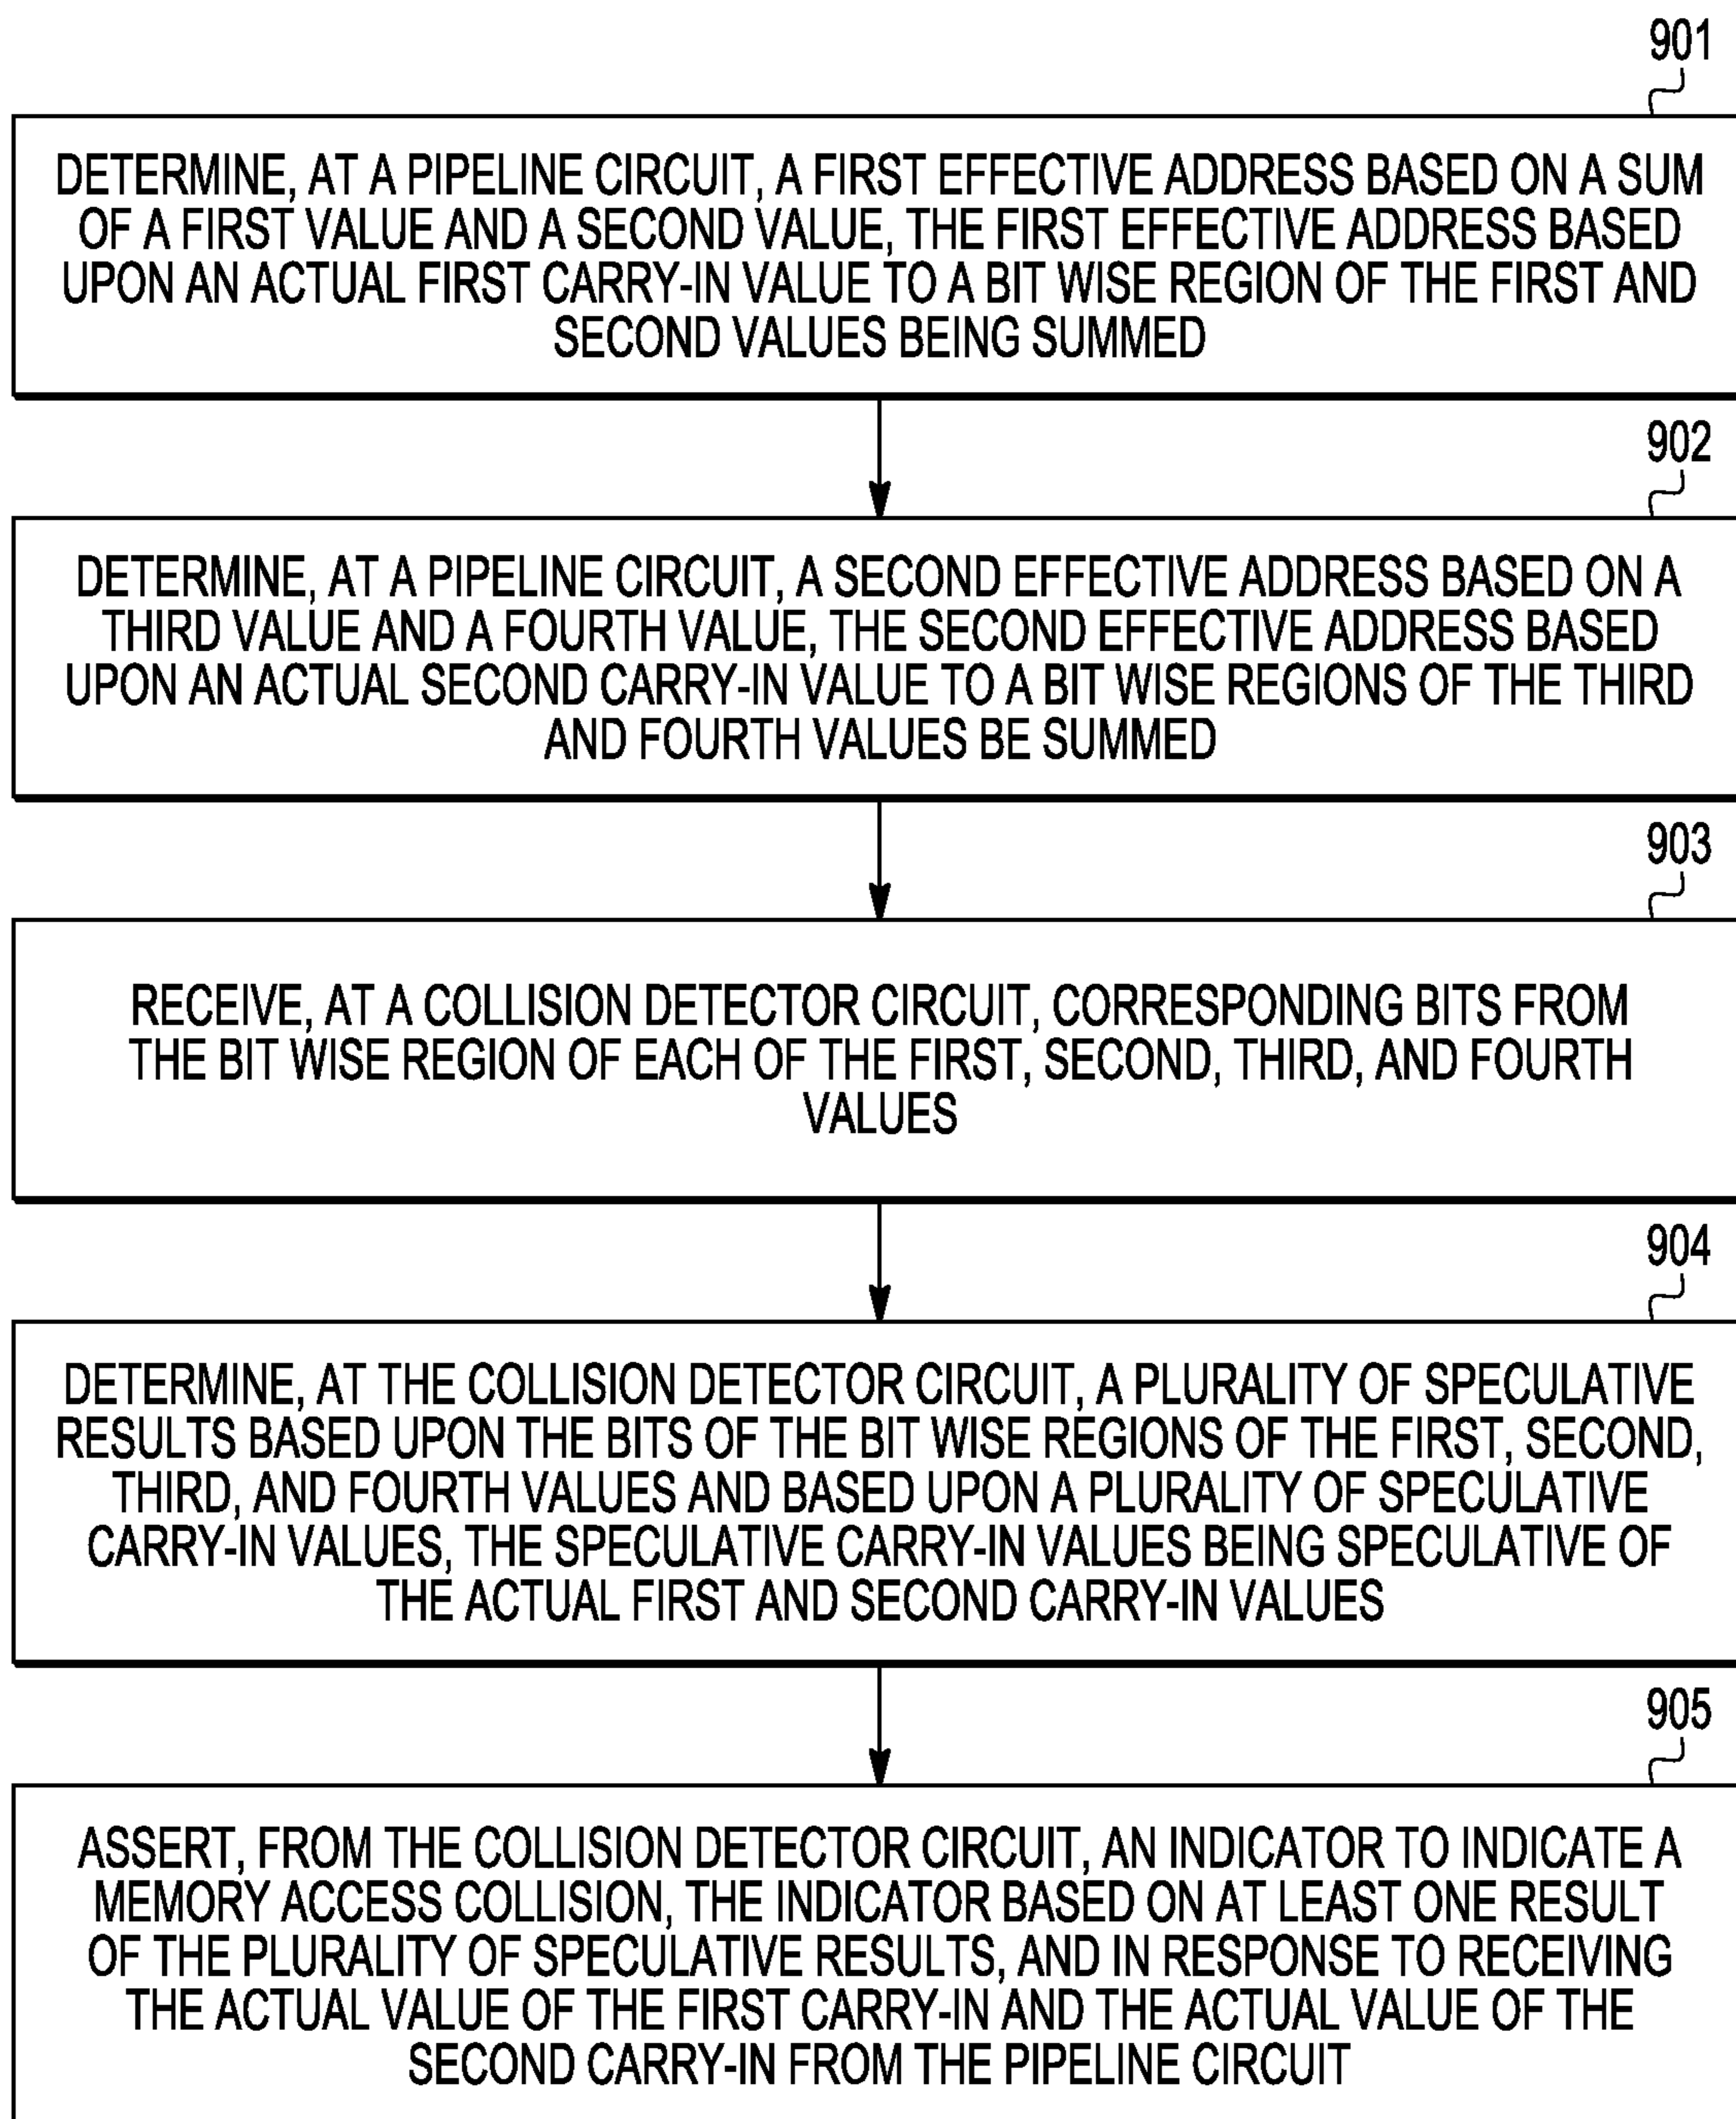 901
DETERMINE, AT A PIPELINE CIRCUIT, A FIRST EFFECTIVE ADDRESS BASED ON A SUM
OF A FIRST VALUE AND A SECOND VALUE, THE FIRST EFFECTIVE ADDRESS BASED
UPON AN ACTUAL FIRST CARRY-IN VALUE TO A BIT WISE REGION OF THE FIRST AND
SECOND VALUES BEING SUMMED
902
DETERMINE, AT A PIPELINE CIRCUIT, A SECOND EFFECTIVE ADDRESS BASED ON A
THIRD VALUE AND A FOURTH VALUE, THE SECOND EFFECTIVE ADDRESS BASED
UPON AN ACTUAL SECOND CARRY-IN VALUE TO A BIT WISE REGIONS OF THE THIRD
AND FOURTH VALUES BE SUMMED
903
RECEIVE, AT A COLLISION DETECTOR CIRCUIT, CORRESPONDING BITS FROM
THE BIT WISE REGION OF EACH OF THE FIRST, SECOND, THIRD, AND FOURTH
VALUES
904
DETERMINE, AT THE COLLISION DETECTOR CIRCUIT, A PLURALITY OF SPECULATIVE
RESULTS BASED UPON THE BITS OF THE BIT WISE REGIONS OF THE FIRST, SECOND,
THIRD, AND FOURTH VALUES AND BASED UPON A PLURALITY OF SPECULATIVE
CARRY-IN VALUES, THE SPECULATIVE CARRY-IN VALUES BEING SPECULATIVE OF
THE ACTUAL FIRST AND SECOND CARRY-IN VALUES
905
ASSERT, FROM THE COLLISION DETECTOR CIRCUIT, AN INDICATOR TO INDICATE A
MEMORY ACCESS COLLISION, THE INDICATOR BASED ON AT LEAST ONE RESULT
OF THE PLURALITY OF SPECULATIVE RESULTS, AND IN RESPONSE TO RECEIVING
THE ACTUAL VALUE OF THE FIRST CARRY-IN AND THE ACTUAL VALUE OF THE
SECOND CARRY-IN FROM THE PIPELINE CIRCUIT